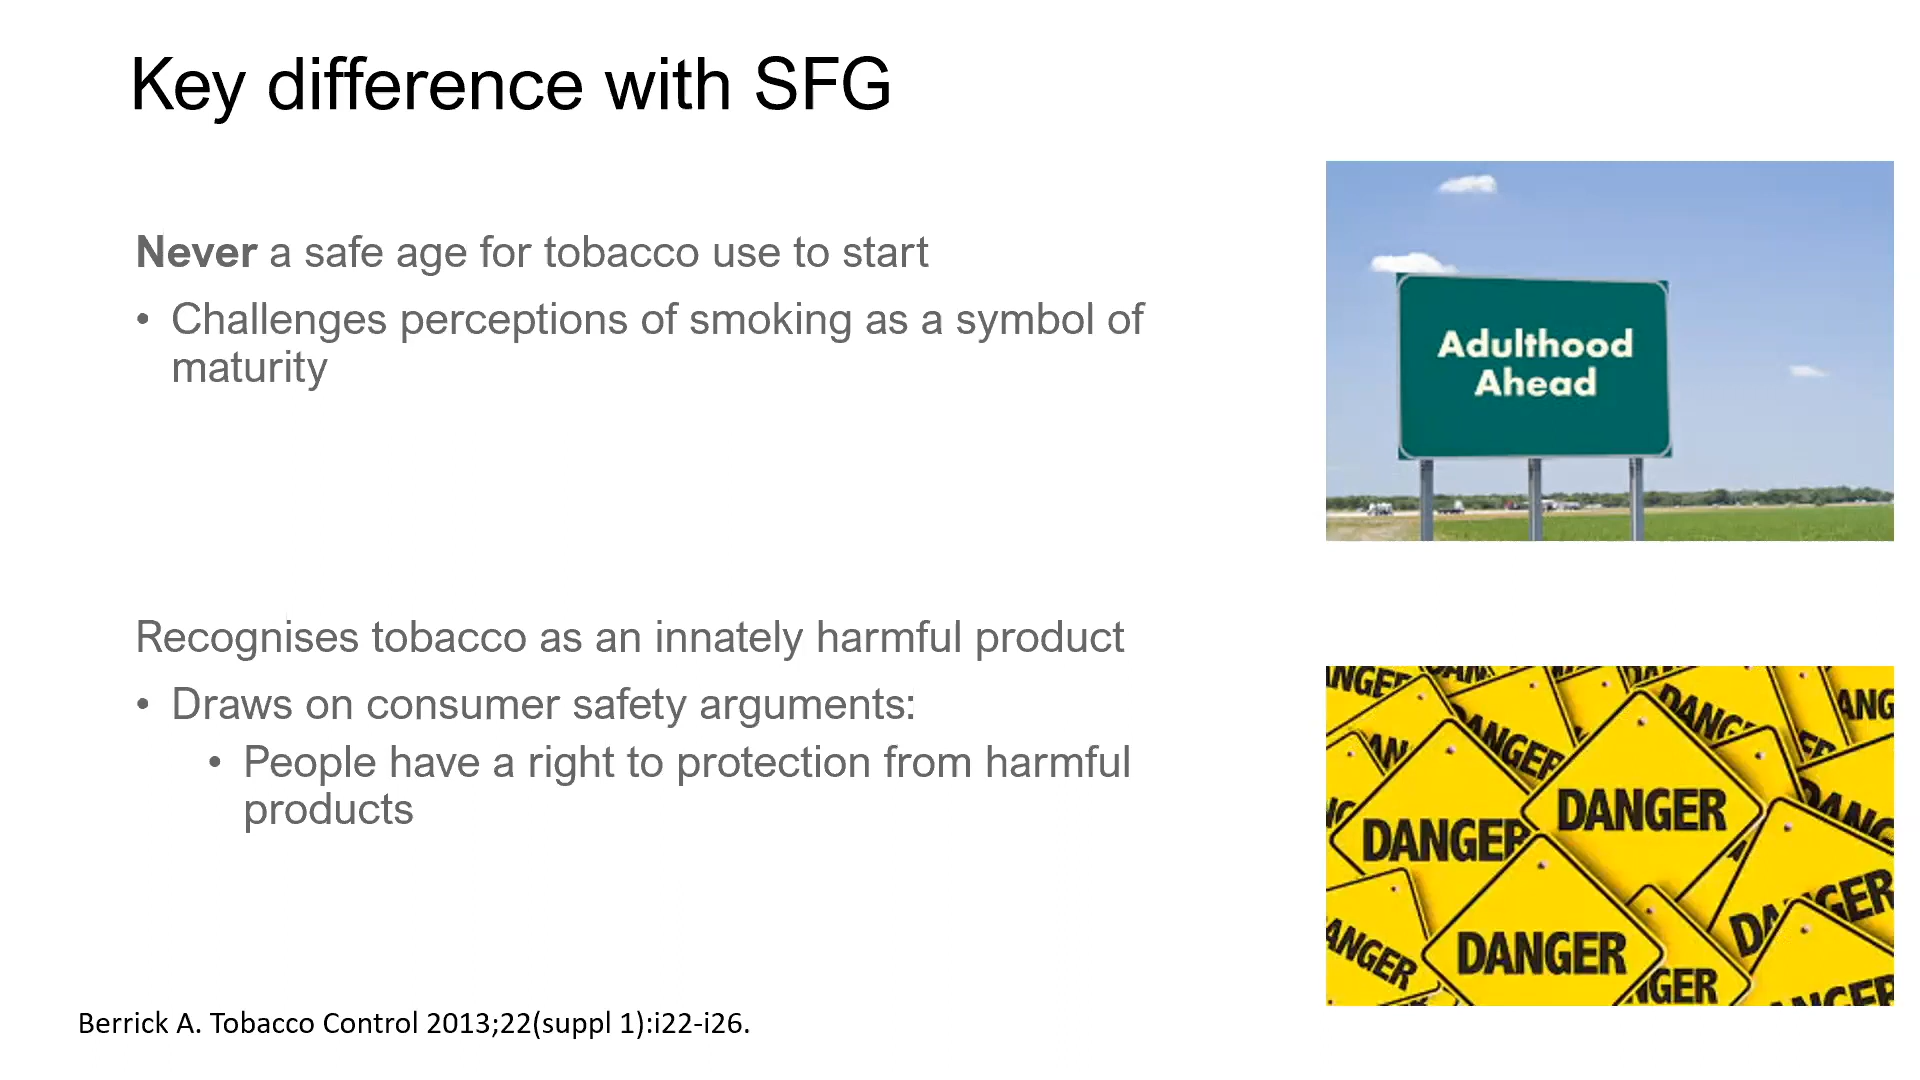 Key difference with SFG
Never a safe age for tobacco use to start
• Challenges perceptions of smoking as a symbol of
maturity
Adulthood
Ahead
Recognises tobacco as an innately harmful product
• Draws on consumer safety arguments:
• People have a right to protection from harmful
products
DANGER
DANGER
DANGER
DANGER
Berrick A. Tobacco Control 2013;22(suppl 1):i22-i26.